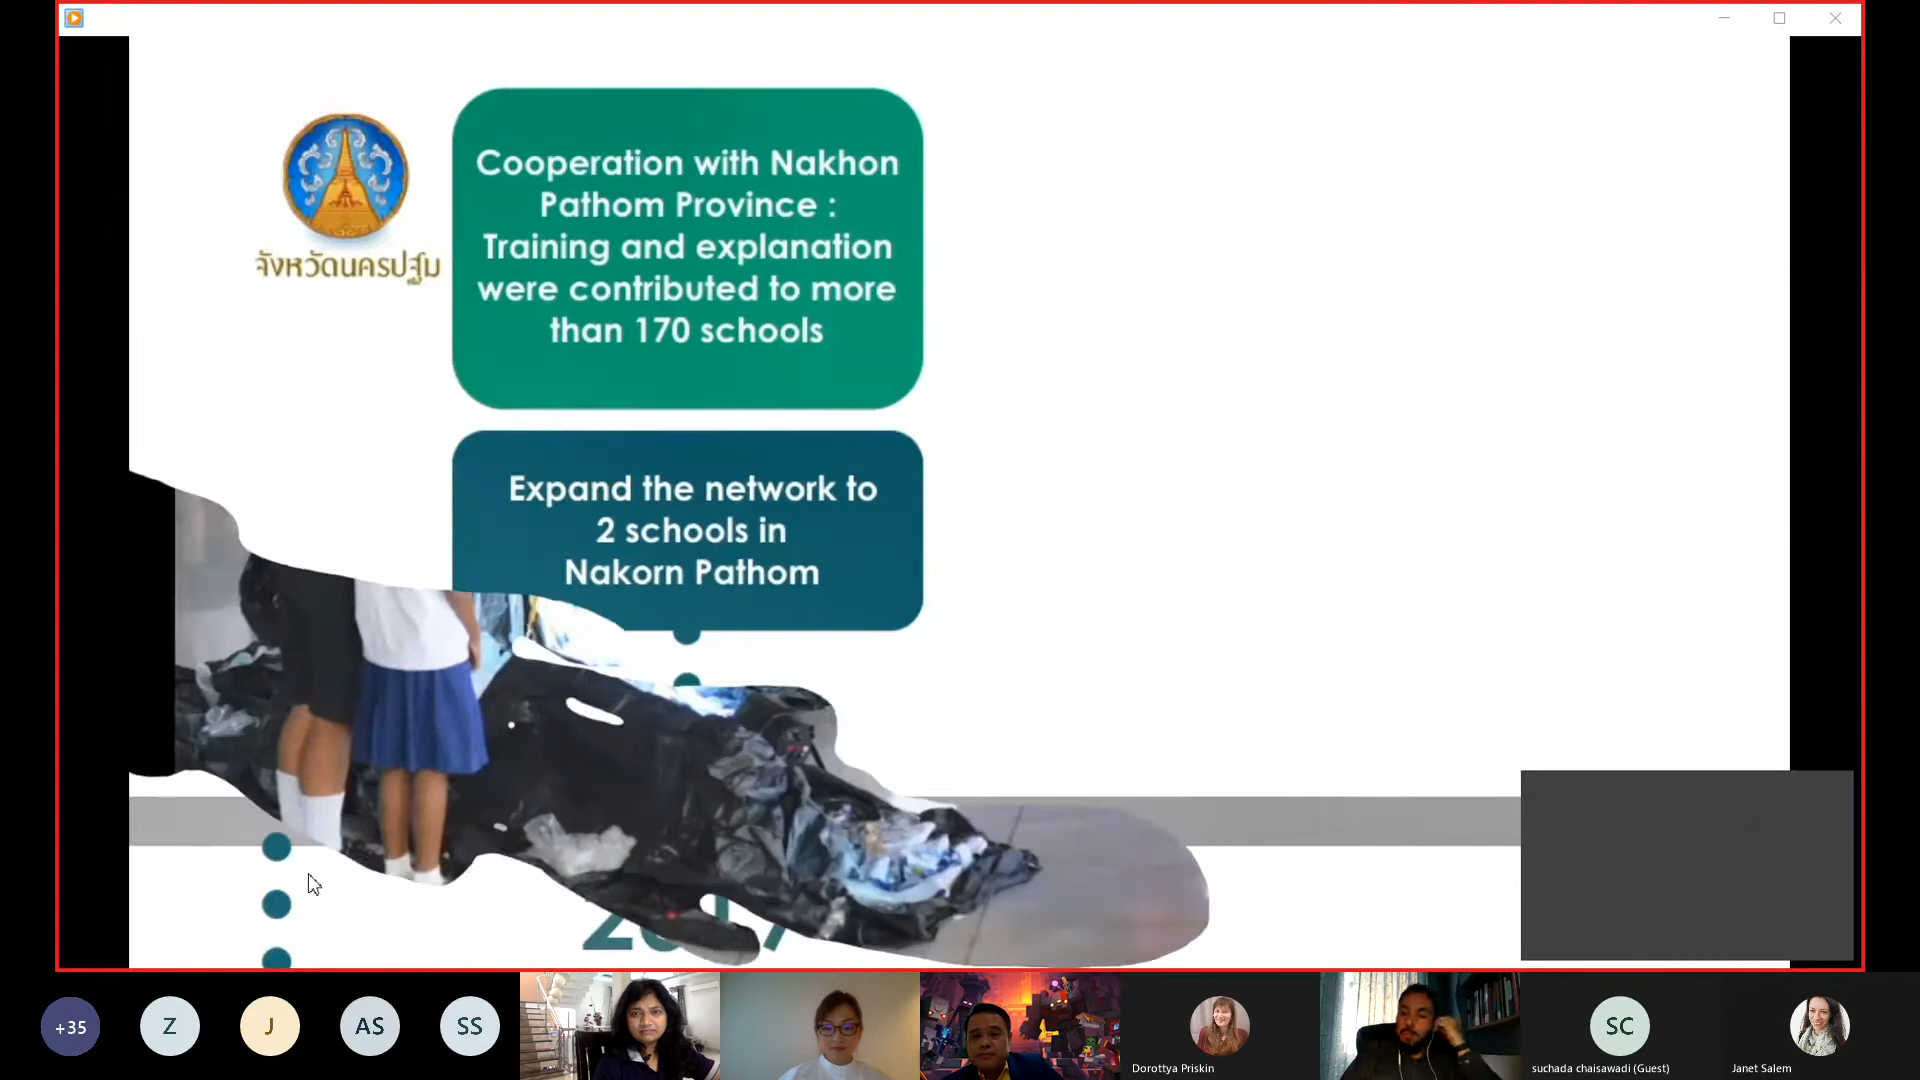 Cooperation with Nakhon
Pathom Province :
Training and explanation
were contributed to more
than 170 schools
จังหวัดนครปฐม
Expand the network to
2 schools in
Nakorn Pathom
+35
Z
J
AS
SS
Dorottya Priskin
SC
suchada chaisawadi (Guest)
Janet Salem